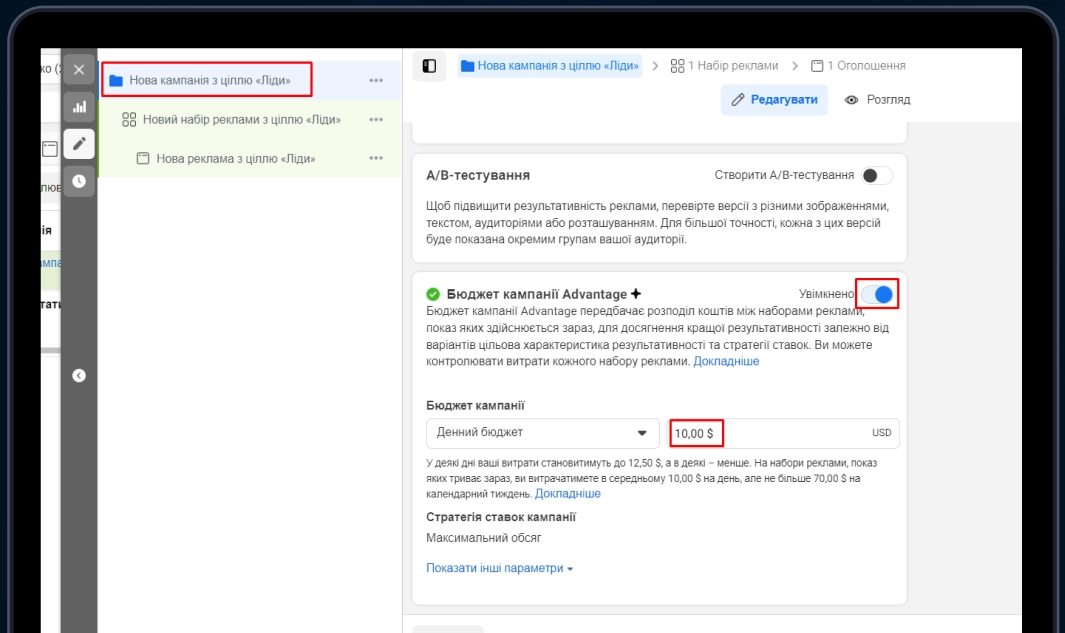 Нова кампанія з ціллю «Ліди»
Новий набір реклами з ціллю «Ліди»
Нова реклама з ціллю «Ліди»
Нова кампанія з ціллю «Ліди» > 1 Набір реклами > 1 Оголошення
Редагувати Розгляд
A/B-тестування Створити A/B-тестування
Щоб підвищити результативність реклами, перевірте версії з різними зображеннями,
текстом, аудиторіями або розташуванням. Для більшої точності, кожна з цих версій
буде показана окремим групам вашої аудиторії.
Бюджет кампанії Advantage + Увімкнено
Бюджет кампанії Advantage передбачає розподіл коштів між наборами реклами,
показ яких здійснюється зараз, для досягнення кращої результативності залежно від
варіантів цільова характеристика результативності та стратегії ставок. Ви можете
контролювати витрати кожного набору реклами. Докладніше
Бюджет кампанії
Денний бюджет 10,00 $ USD
У деякі дні ваші витрати становитимуть до 12,50 $, а в деякі – менше. На набори реклами, показ
яких триває зараз, ви витрачатимете в середньому 10,00 $ на день, але не більше 70,00 $ на
календарний тиждень. Докладніше
Стратегія ставок кампанії
Максимальний обсяг
Показати інші параметри